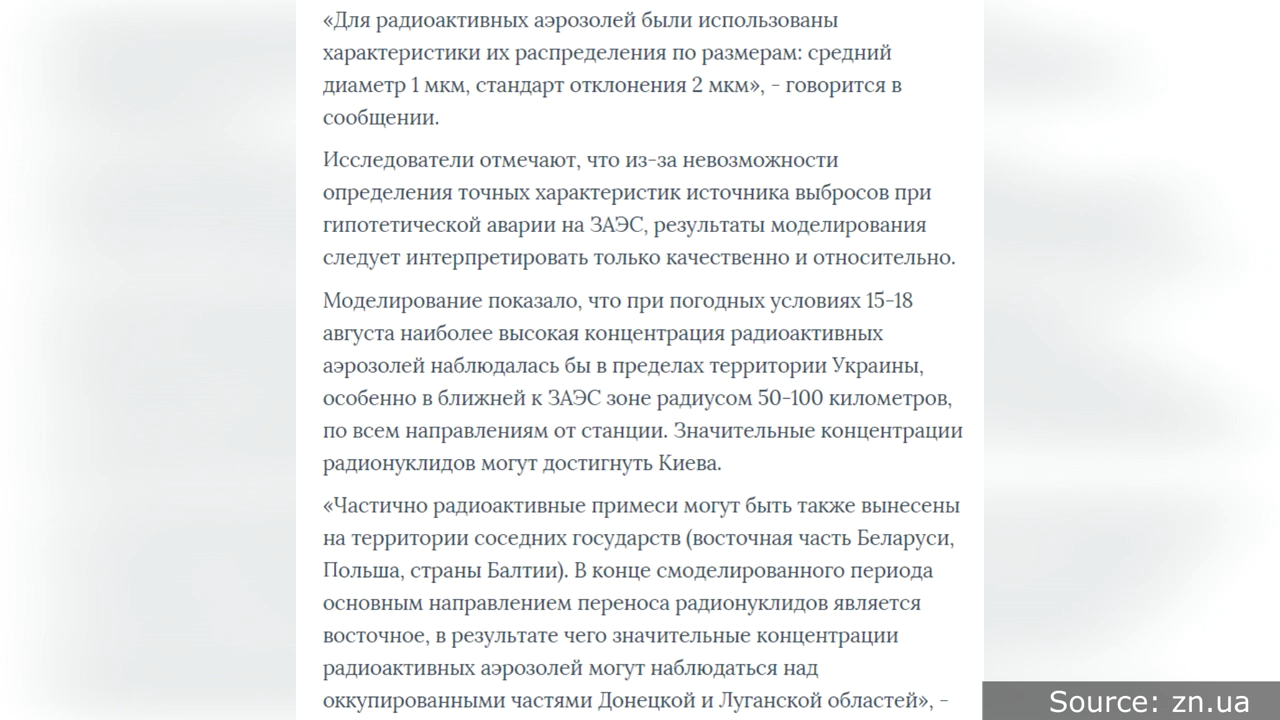 «Для радиоактивных аэрозолей были использованы
характеристики их распределения по размерам: средний
диаметр 1 мкм, стандарт отклонения 2 мкм», - говорится в
сообщении.
Исследователи отмечают, что из-за невозможности
определения точных характеристик источника выбросов при
гипотетической аварии на ЗАЭС, результаты моделирования
следует интерпретировать только качественно и относительно.
Моделирование показало, что при погодных условиях 15-18
августа наиболее высокая концентрация радиоактивных
аэрозолей наблюдалась бы в пределах территории Украины,
особенно в ближней к ЗАЭС зоне радиусом 50-100 километров,
по всем направлениям от станции. Значительные концентрации
радионуклидов могут достигнуть Киева.
«Частично радиоактивные примеси могут быть также вынесены
на территории соседних государств (восточная часть Беларуси,
Польша, страны Балтии). В конце смоделированного периода
основным направлением переноса радионуклидов является
восточное, в результате чего значительные концентрации
радиоактивных аэрозолей могут наблюдаться над
оккупированными частями Донецкой и Луганской областей», -
Source: zn.ua